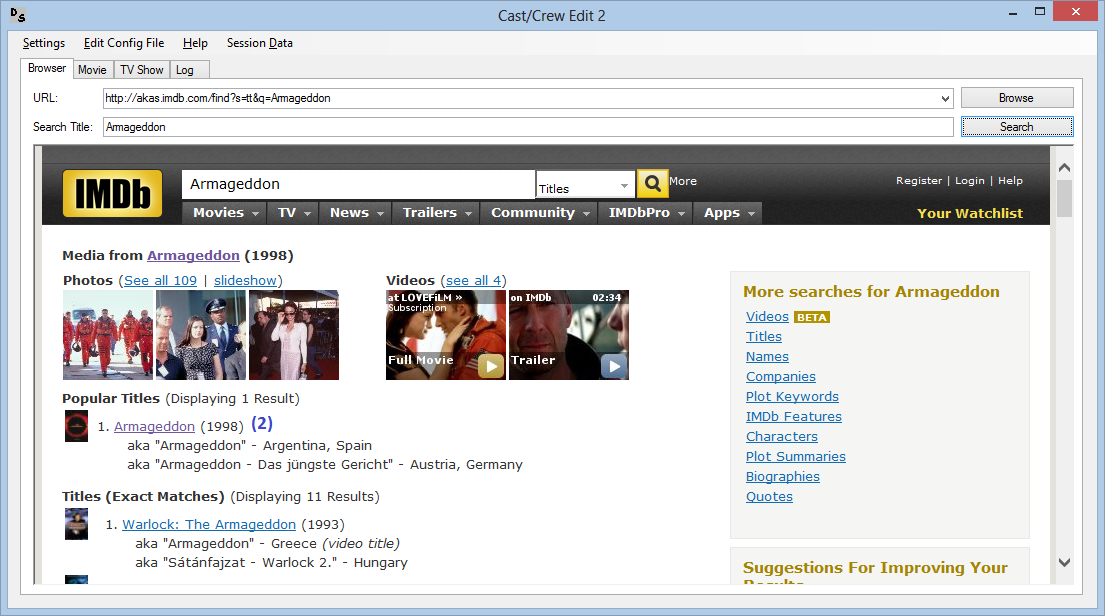 DS
Cast/Crew Edit 2
Settings Edit Config File Help Session Data
Browser Movie TV Show Log
URL: http://akas.imdb.com/find?s=tt&q=Armageddon Browse
Search Title: Armageddon Search
IMDb Armageddon Titles More Register | Login | Help
Movies TV News Trailers Community IMDbPro Apps Your Watchlist
Media from Armageddon (1998)
Photos (See all 109 | slideshow) Videos (see all 4)
at LOVEFiLM » on IMDb 02:34
Subscription
Full Movie Trailer
Popular Titles (Displaying 1 Result)
1. Armageddon (1998) (2)
aka "Armageddon" - Argentina, Spain
aka "Armageddon - Das jüngste Gericht" - Austria, Germany
Titles (Exact Matches) (Displaying 11 Results)
1. Warlock: The Armageddon (1993)
aka "Armageddon" - Greece (video title)
aka "Sátánfajzat - Warlock 2." - Hungary
More searches for Armageddon
Videos BETA
Titles
Names
Companies
Plot Keywords
IMDb Features
Characters
Plot Summaries
Biographies
Quotes
Suggestions For Improving Your
Results